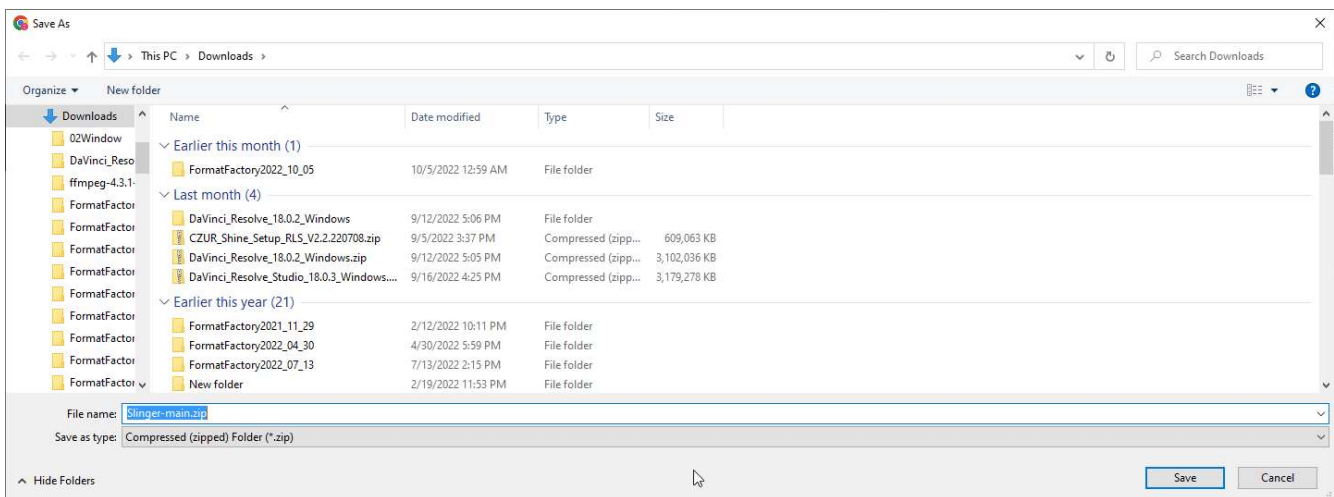 Save As
This PC > Downloads >
Search Downloads
Organize
New folder
Downloads
Name
Date modified
Type
Size
02Window
DaVinci_Reso
ffmpeg-4.3.1-
FormatFactor
FormatFactor
FormatFactor
FormatFactor
FormatFactor
FormatFactor
FormatFactor
FormatFactor
FormatFactor
Earlier this month (1)
FormatFactory2022_10_05 10/5/2022 12:59 AM File folder
Last month (4)
DaVinci_Resolve_18.0.2_Windows 9/12/2022 5:06 PM File folder
CZUR_Shine_Setup_RLS_V2.2.220708.zip 9/5/2022 3:37 PM Compressed (zipp... 609,063 KB
DaVinci_Resolve_18.0.2_Windows.zip 9/12/2022 5:05 PM Compressed (zipp... 3,102,036 KB
DaVinci_Resolve_Studio_18.0.3_Windows.... 9/16/2022 4:25 PM Compressed (zipp... 3,179,278 KB
Earlier this year (21)
FormatFactory2021_11_29 2/12/2022 10:11 PM File folder
FormatFactory2022_04_30 4/30/2022 5:59 PM File folder
FormatFactory2022_07_13 7/13/2022 2:15 PM File folder
New folder 2/19/2022 11:53 PM File folder
File name: Slinger-main.zip
Save as type: Compressed (zipped) Folder (*.zip)
Hide Folders
Save
Cancel